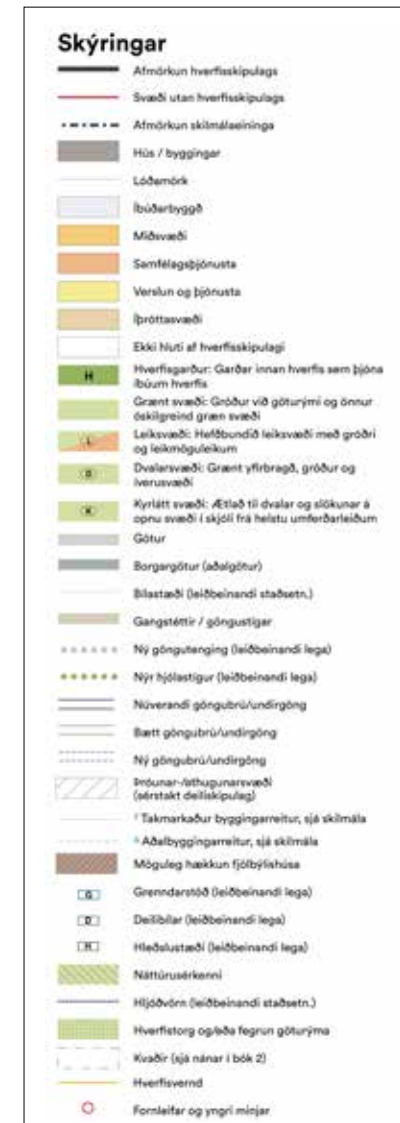 Skýringar
Afmörkun hverfisskipulags
Svæði utan hverfisskipulags
Afmörkun skilmálaeininga
Hús / byggingar
Lóðamörk
Íbúðarbyggð
Miðsvæði
Samfélagsþjónusta
Verslun og þjónusta
Íþróttasvæði
Ekki hluti af hverfisskipulagi
H
Hverfisgarður: Garðar innan hverfis sem þjóna
íbúum hverfis
Grænt svæði: Gróður við göturými og önnur
óskilgreind græn svæði
L
Leiksvæði: Hefðbundið leiksvæði með gróðri
og leikmöguleikum
D
Dvalarsvæði: Grænt yfirbragð, gróður og
íverusvæði
K
Kyrlátt svæði: Ætlað til dvalar og slökunar á
opnu svæði í skjóli frá helstu umferðarleiðum
Götur
Borgargötur (aðalgötur)
Bílastæði (leiðbeinandi staðsetn.)
Gangstéttir / göngustígar
Ný göngutenging (leiðbeinandi lega)
Nýr hjólastígur (leiðbeinandi lega)
Núverandi göngubrú/undirgöng
Bætt göngubrú/undirgöng
Ný göngubrú/undirgöng
Þróunar-/athugunarsvæði
(sérstakt deiliskipulag)
Takmarkaður byggingarreitur, sjá skilmála
Aðalbyggingarreitur, sjá skilmála
Möguleg hækkun fjölbýlishúsa
G
Grenndarstöð (leiðbeinandi lega)
D
Deilibílar (leiðbeinandi lega)
H
Hleðslustæði (leiðbeinandi lega)
Náttúrusérkenni
Hljóðvörn (leiðbeinandi staðsetn.)
Hverfistorg og/eða fegrun göturýma
Kvaðir (sjá nánar í bók 2)
Hverfisvernd
Fornleifar og yngri minjar